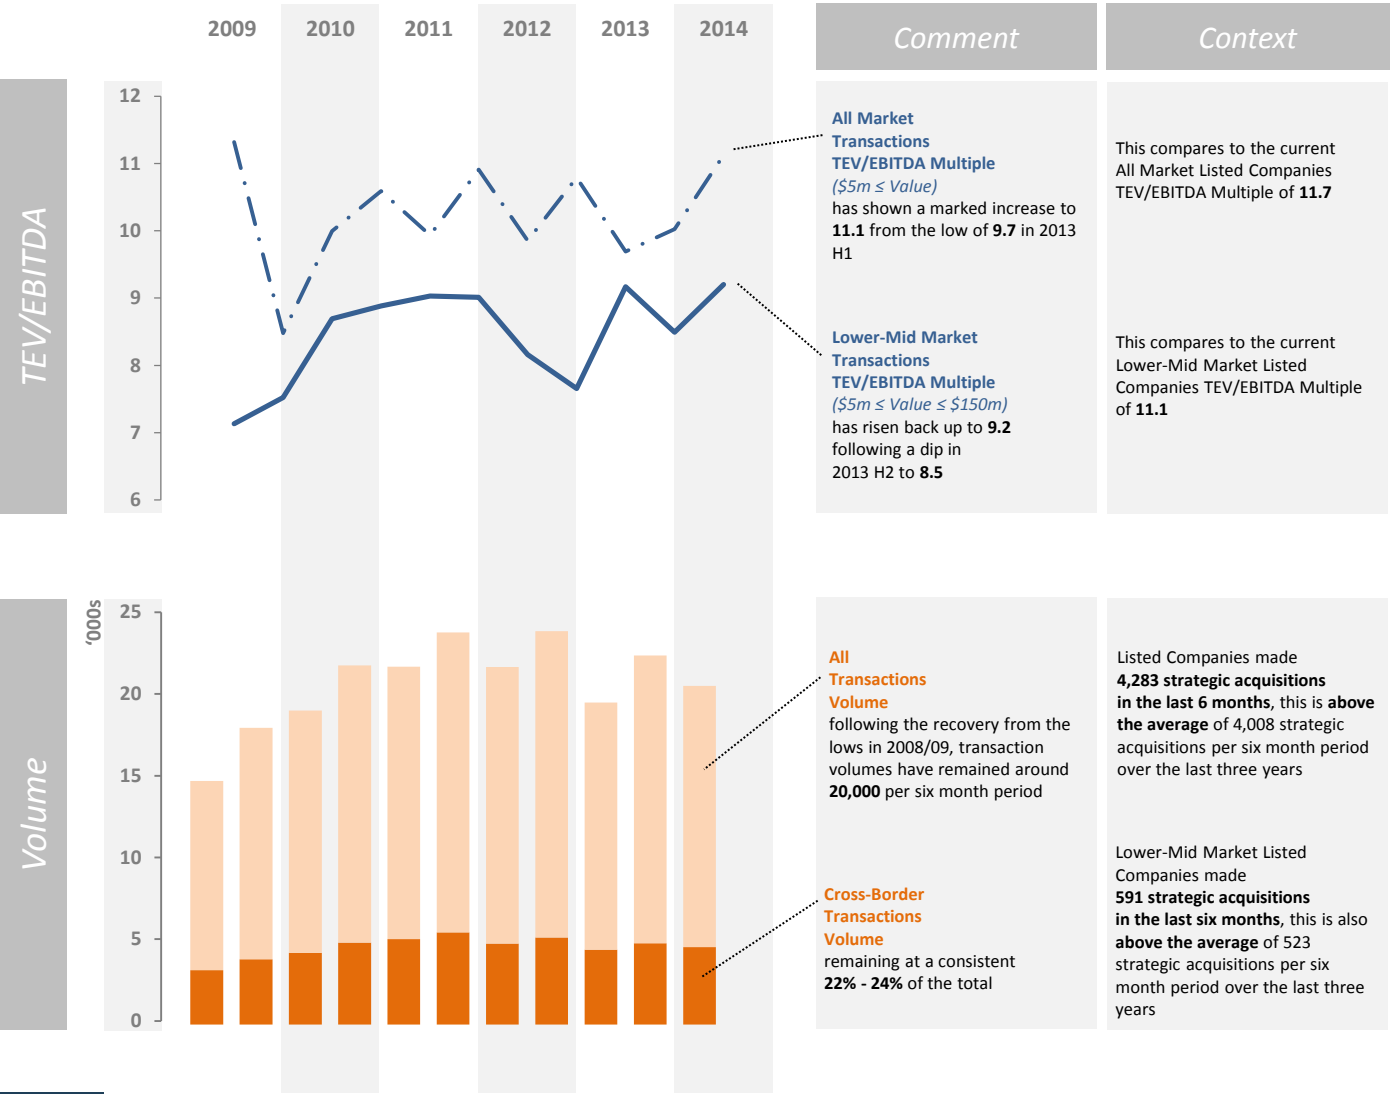 2009 2010 2011 2012 2013 2014
Comment
Context
TEV/EBITDA
12
11
10
9
8
7
6
All Market
Transactions
TEV/EBITDA Multiple
($5m ≤ Value)
has shown a marked increase to
11.1 from the low of 9.7 in 2013
H1
This compares to the current
All Market Listed Companies
TEV/EBITDA Multiple of 11.7
Lower-Mid Market
Transactions
TEV/EBITDA Multiple
($5m ≤ Value ≤ $150m)
has risen back up to 9.2
following a dip in
2013 H2 to 8.5
This compares to the current
Lower-Mid Market Listed
Companies TEV/EBITDA Multiple
of 11.1
Volume
'000s
25
20
15
10
5
0
All
Transactions
Volume
following the recovery from the
lows in 2008/09, transaction
volumes have remained around
20,000 per six month period
Listed Companies made
4,283 strategic acquisitions
in the last 6 months, this is above
the average of 4,008 strategic
acquisitions per six month period
over the last three years
Cross-Border
Transactions
Volume
remaining at a consistent
22% - 24% of the total
Lower-Mid Market Listed
Companies made
591 strategic acquisitions
in the last six months, this is also
above the average of 523
strategic acquisitions per six
month period over the last three
years